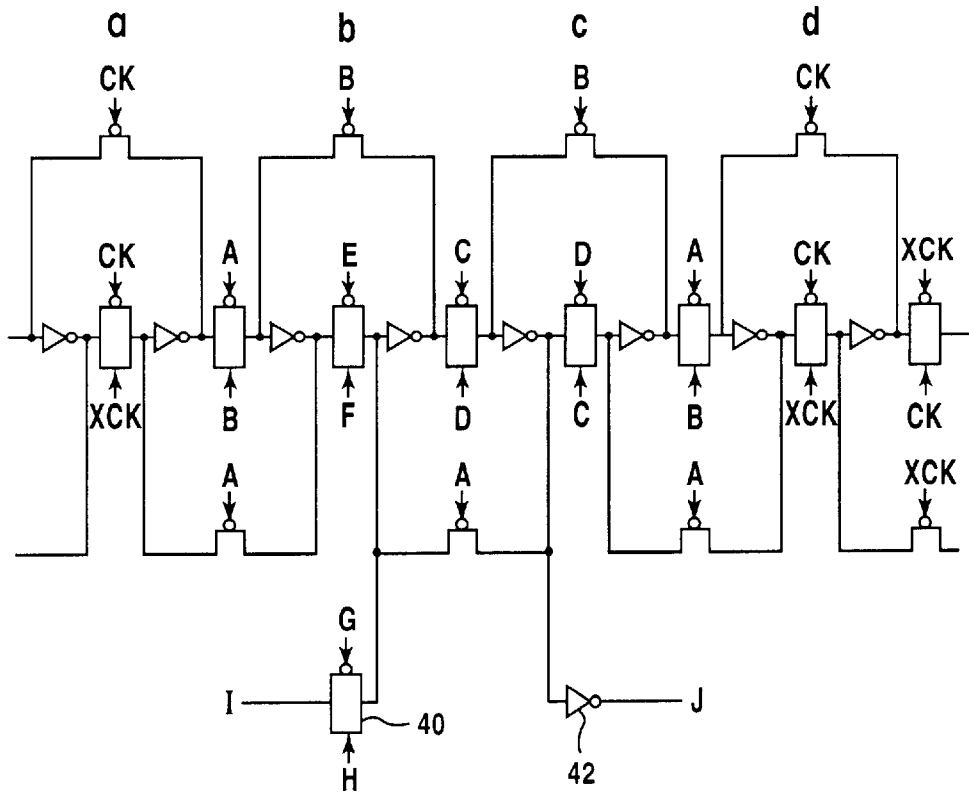 a b c d
CK B B CK
CK A E C D A CK XCK
XCK B F D C B XCK CK
A A A XCK
G
I J
40 42
H